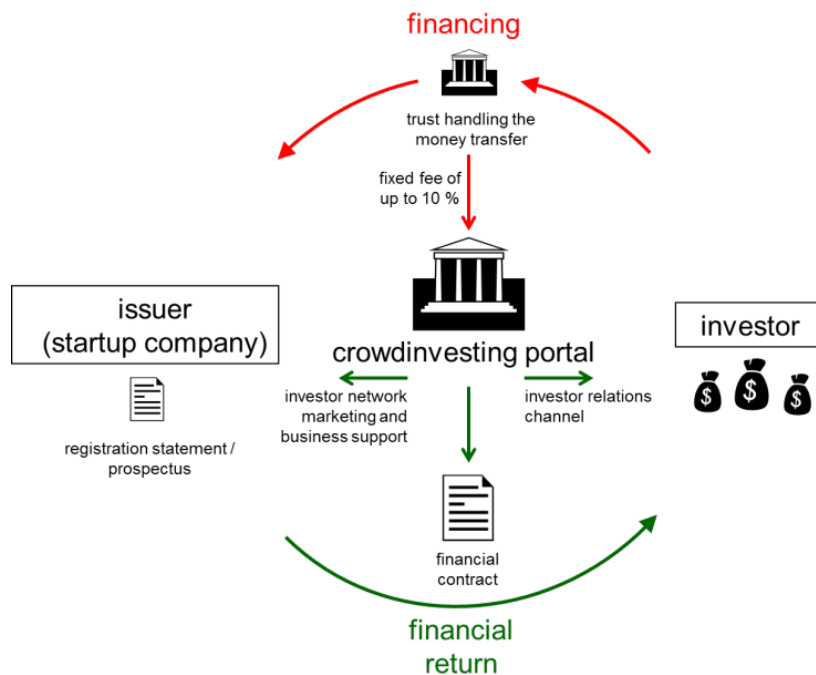 financing
trust handling the
money transfer
fixed fee of
up to 10 %
issuer
(startup company)
investor
crowdinvesting portal
investor network
marketing and
business support
investor relations
channel
registration statement /
prospectus
$
$
$
financial
contract
financial
return